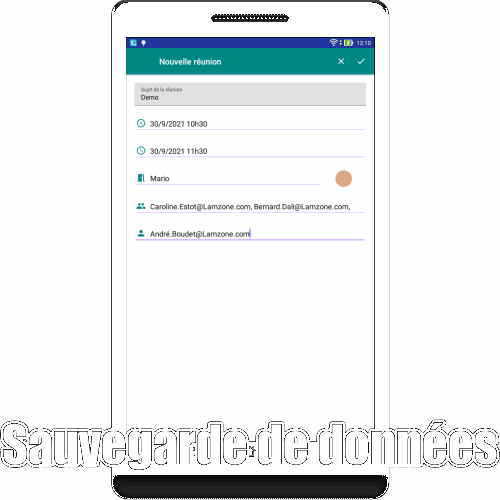 12:10
Nouvelle réunion
Sujet de la réunion
Demo
30/9/2021 10h30
30/9/2021 11h30
Mario
Caroline.Estot@Lamzone.com, Bernard.Dali@Lamzone.com,
André.Boudet@Lamzone.com
Sauvegarde de données